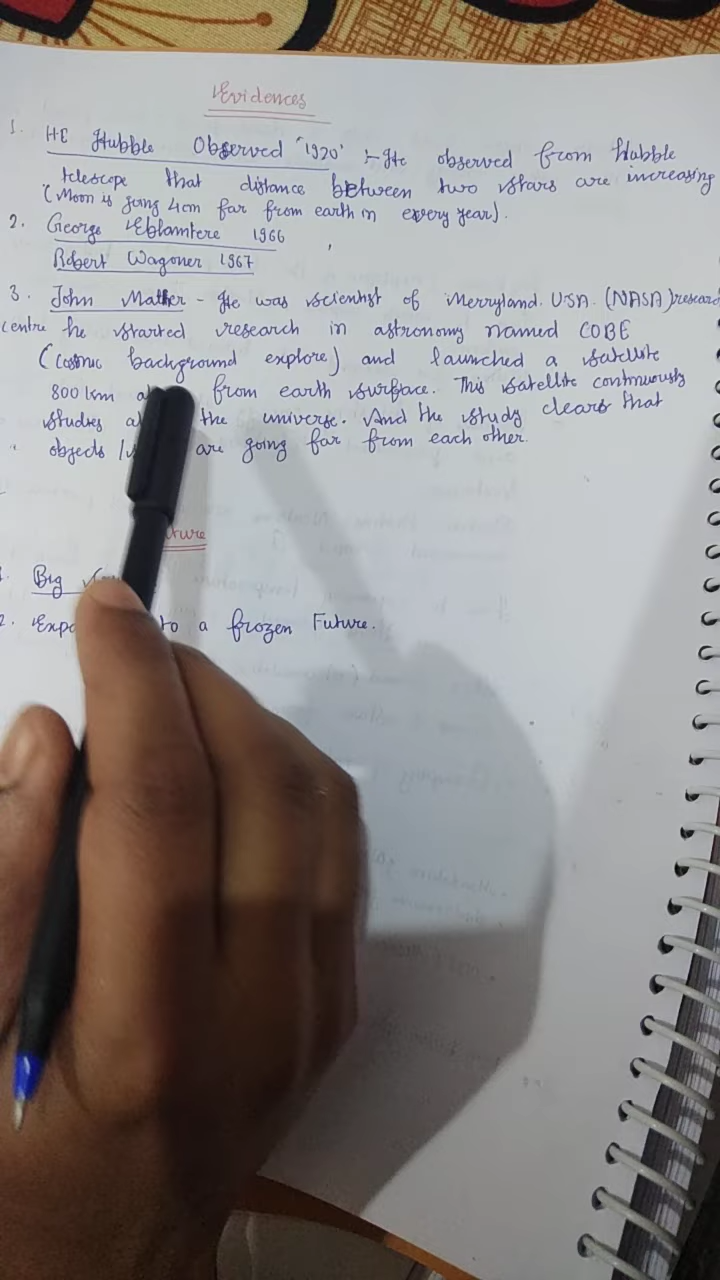 Evidences
1. HE Hubble Observed '1920' :- He observed from Hubble
telescope that distance between two stars are increasing
(Moon is going 4cm far from earth in every year).
2. George 1966
Robert Wagoner 1967
3. John Mather - He was scientist of Merryland. U.S.A. (NASA) research
centre he started research in astronomy named COBE
(cosmic background explore) and launched a satellite
800 km from earth surface. This satellite continuously
studies the universe. And the study clears that
objects are going far from each other.
1. Big
2. to a frozen Future.